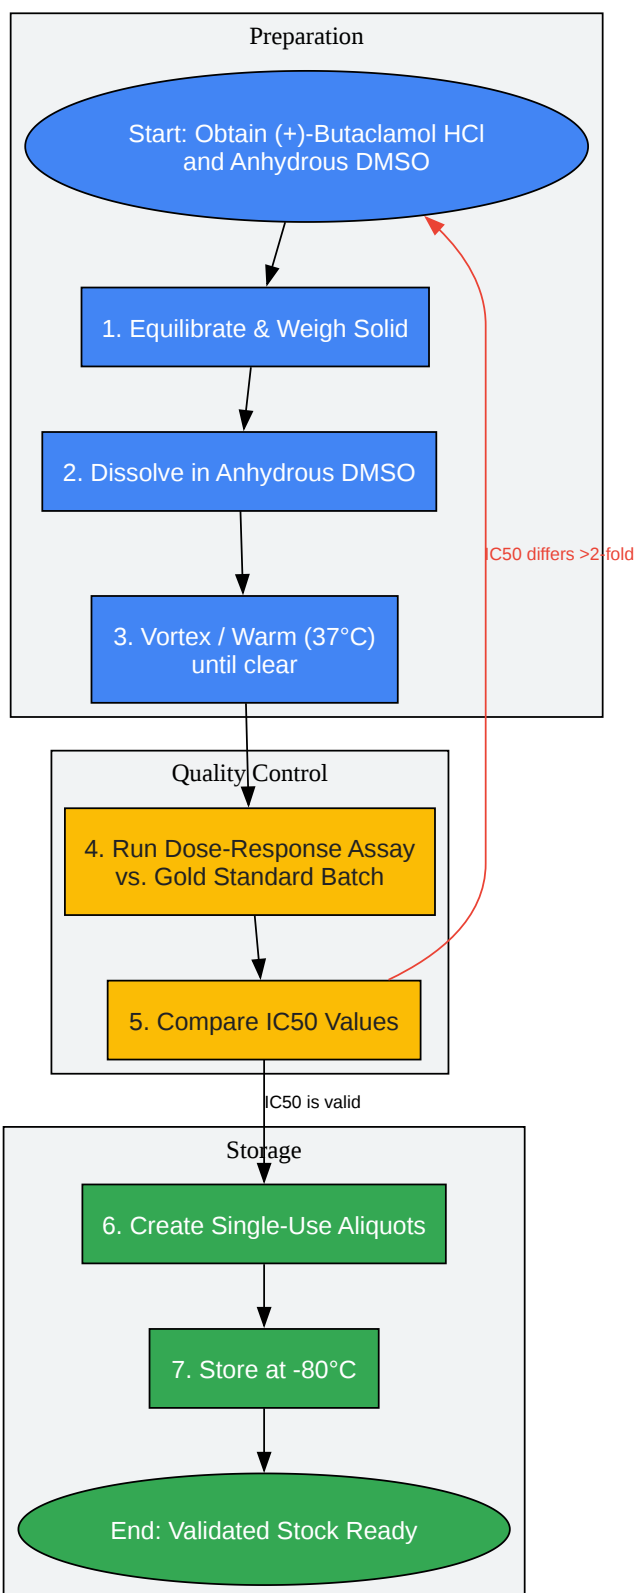 Preparation
Start: Obtain (+)-Butaclamol HCl
and Anhydrous DMSO
1. Equilibrate & Weigh Solid
2. Dissolve in Anhydrous DMSO
IC50 differs >2-fold
3. Vortex / Warm (37°C)
until clear
Quality Control
4. Run Dose-Response Assay
vs. Gold Standard Batch
5. Compare IC50 Values
IC50 is valid
Storage
6. Create Single-Use Aliquots
7. Store at -80°C
End: Validated Stock Ready